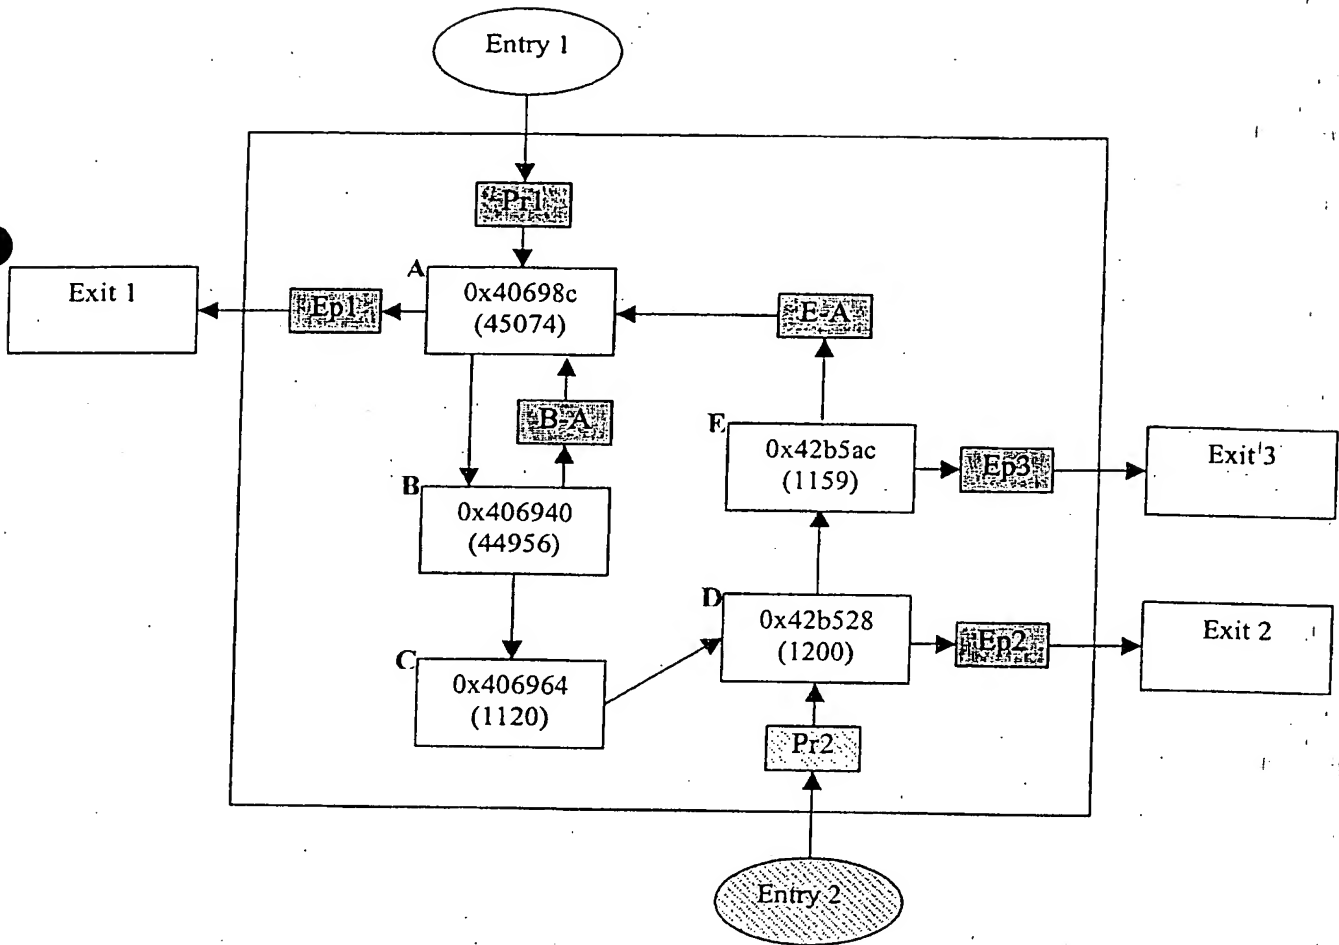 Entry 1
Pr1
A
0x40698c
(45074)
Exit 1
Ep1
E-A
B-A
E
0x42b5ac
(1159)
Ep3
Exit 3
B
0x406940
(44956)
D
0x42b528
(1200)
Ep2
Exit 2
C
0x406964
(1120)
Pr2
Entry 2